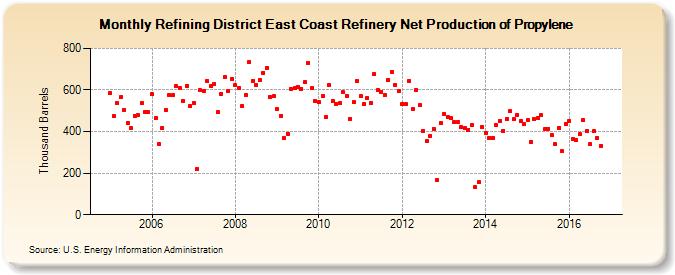 Monthly Refining District East Coast Refinery Net Production of Propylene
Thousand Barrels
800
600
400
200
0
2006 2008 2010 2012 2014 2016
Source: U.S. Energy Information Administration